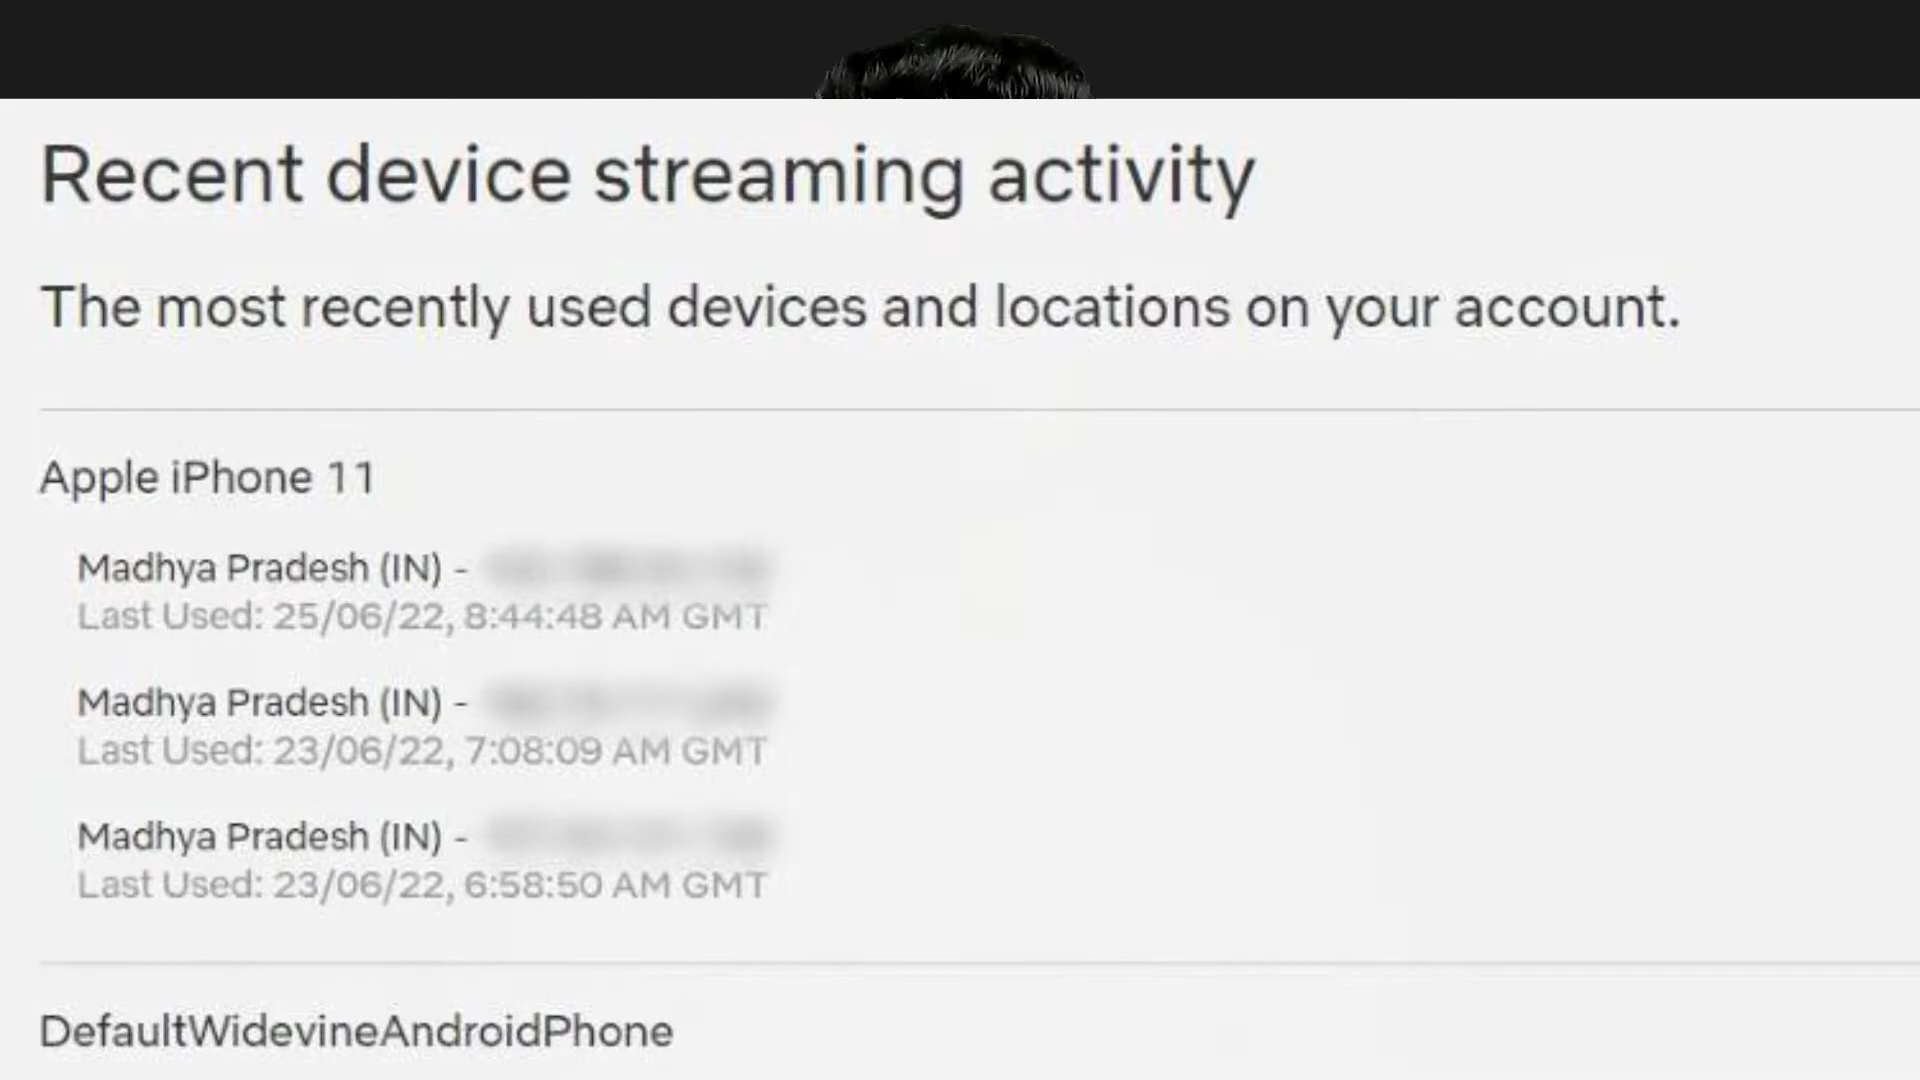 Recent device streaming activity
The most recently used devices and locations on your account.
Apple iPhone 11
Madhya Pradesh (IN) -
Last Used: 25/06/22, 8:44:48 AM GMT
Madhya Pradesh (IN) -
Last Used: 23/06/22, 7:08:09 AM GMT
Madhya Pradesh (IN) -
Last Used: 23/06/22, 6:58:50 AM GMT
DefaultWidevineAndroidPhone